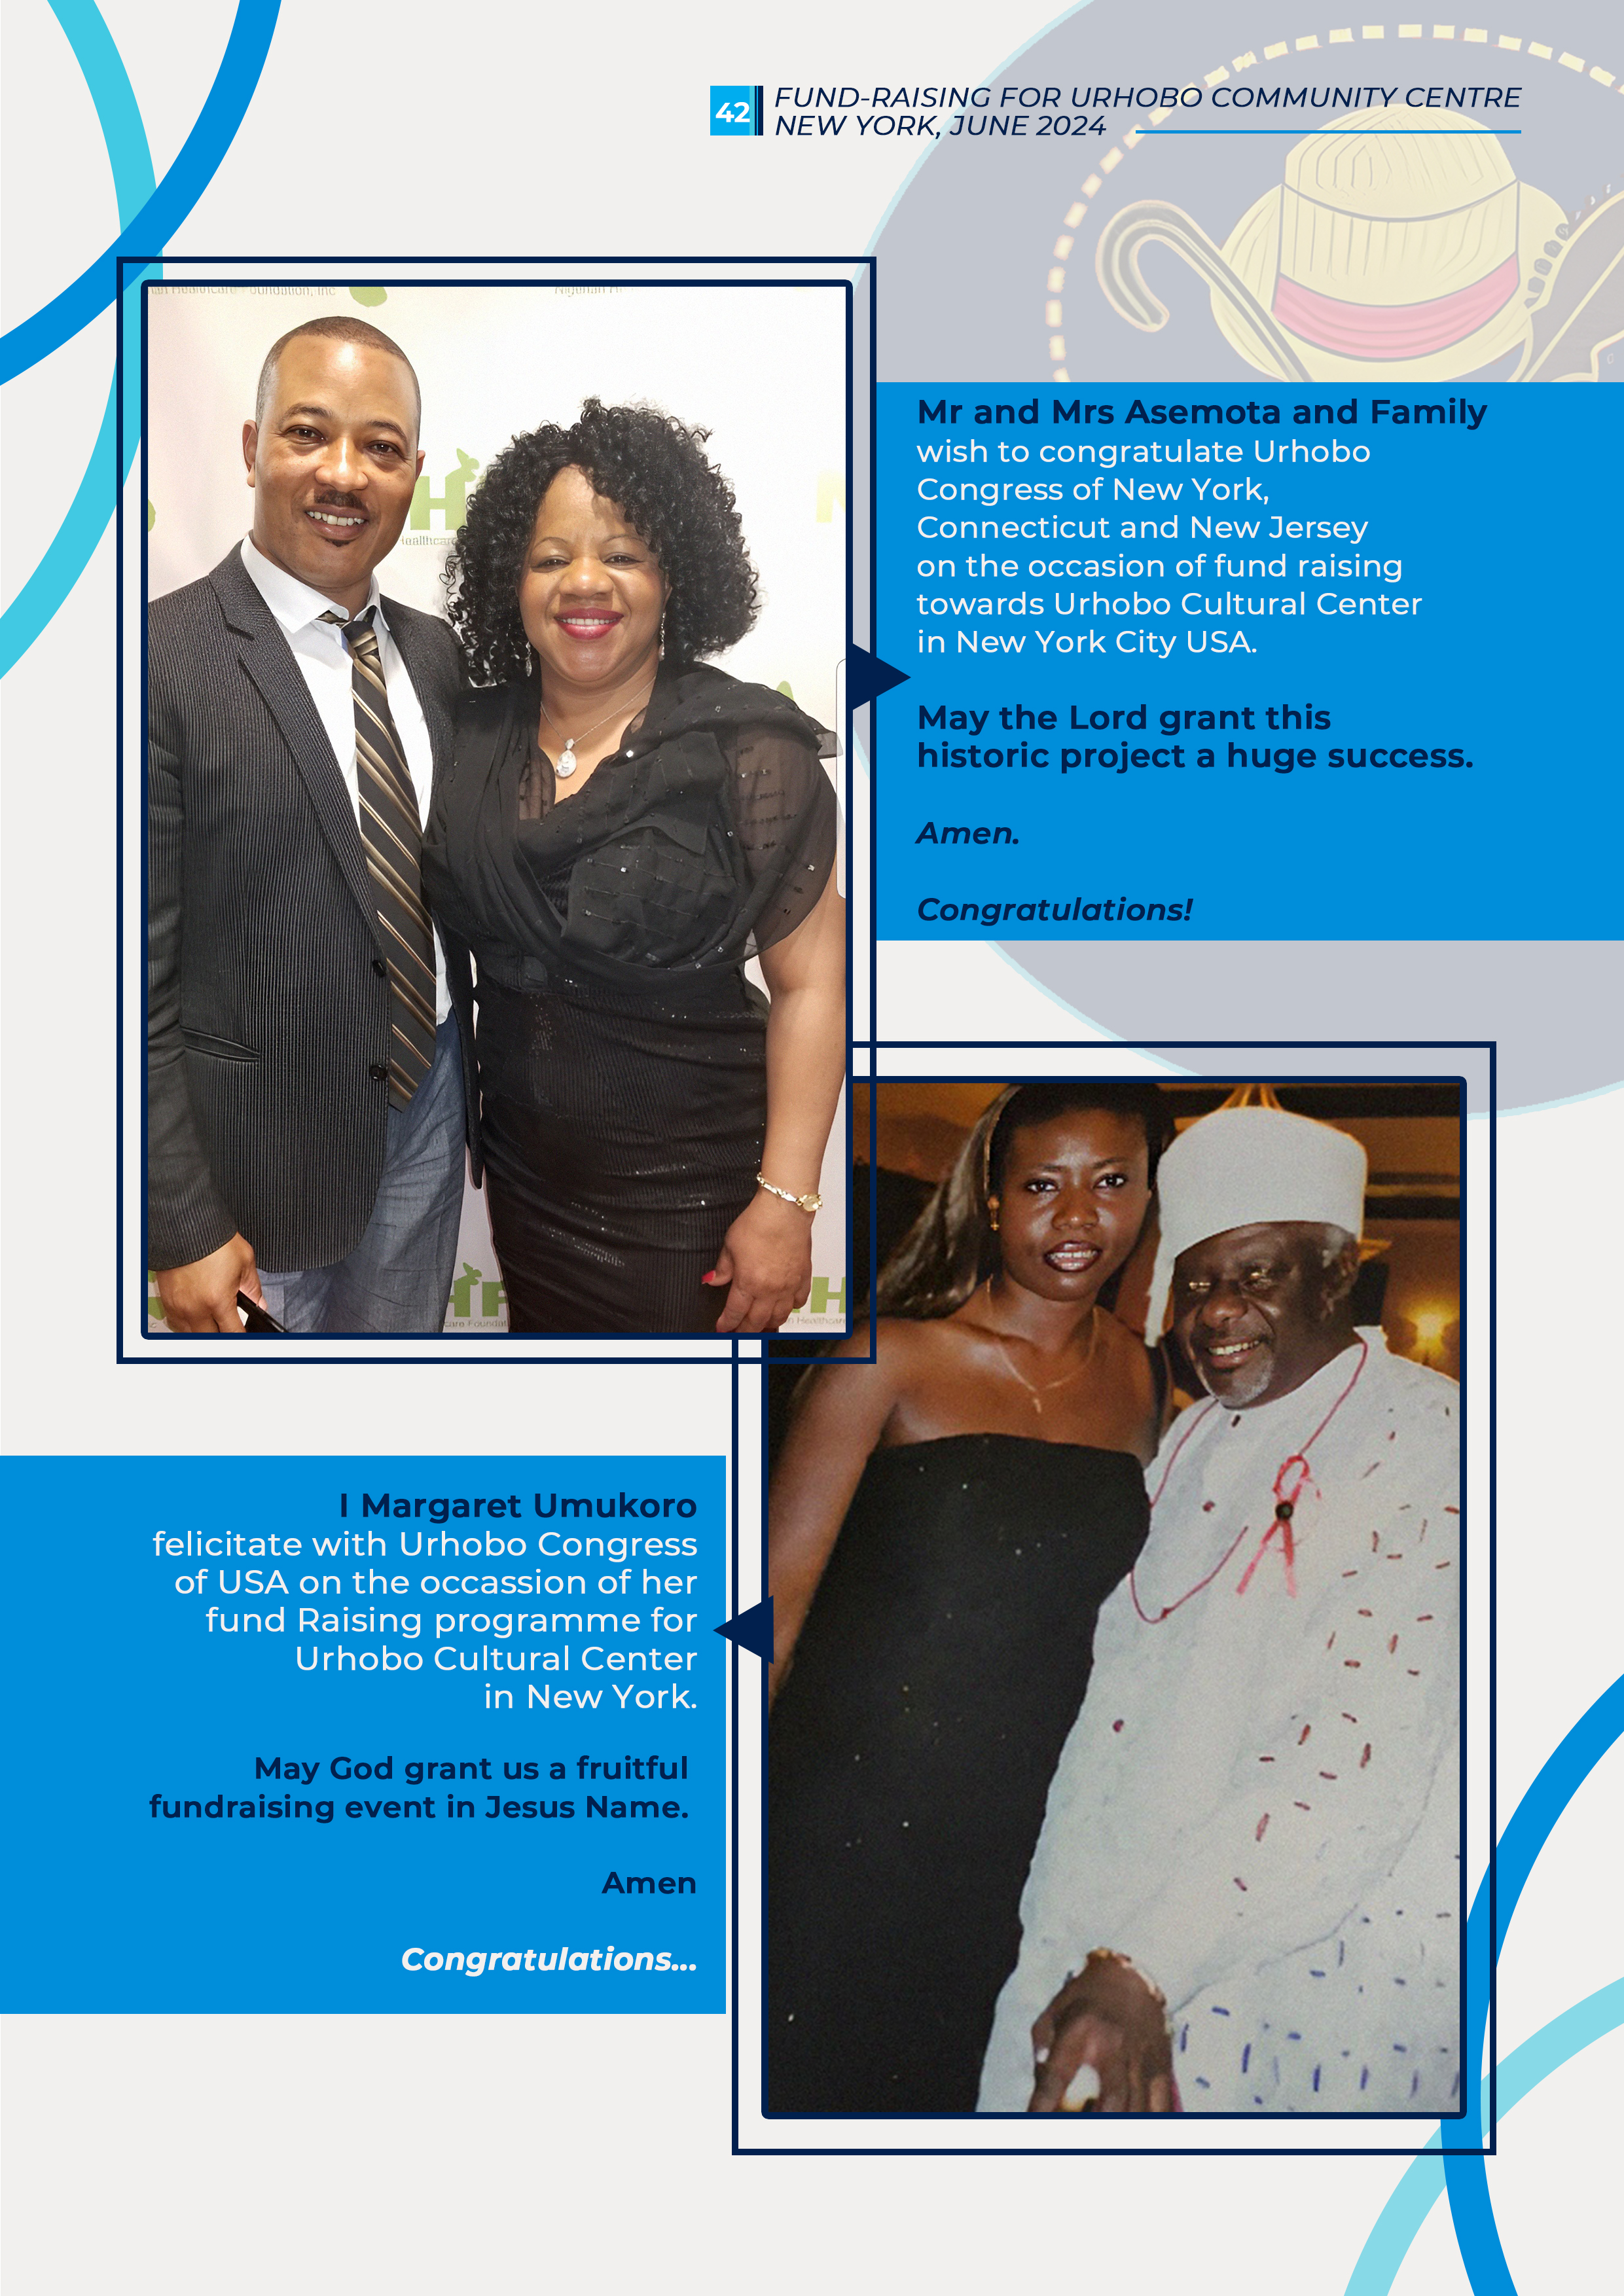 42
FUND-RAISING FOR URHOBO COMMUNITY CENTRE
NEW YORK, JUNE 2024
Healthcare Foundation, Inc
Mr and Mrs Asemota and Family
wish to congratulate Urhobo
Congress of New York,
Connecticut and New Jersey
on the occasion of fund raising
towards Urhobo Cultural Center
in New York City USA.
May the Lord grant this
historic project a huge success.
Amen.
Congratulations!
I Margaret Umukoro
felicitate with Urhobo Congress
of USA on the occassion of her
fund Raising programme for
Urhobo Cultural Center
in New York.
May God grant us a fruitful
fundraising event in Jesus Name.
Amen
Congratulations...